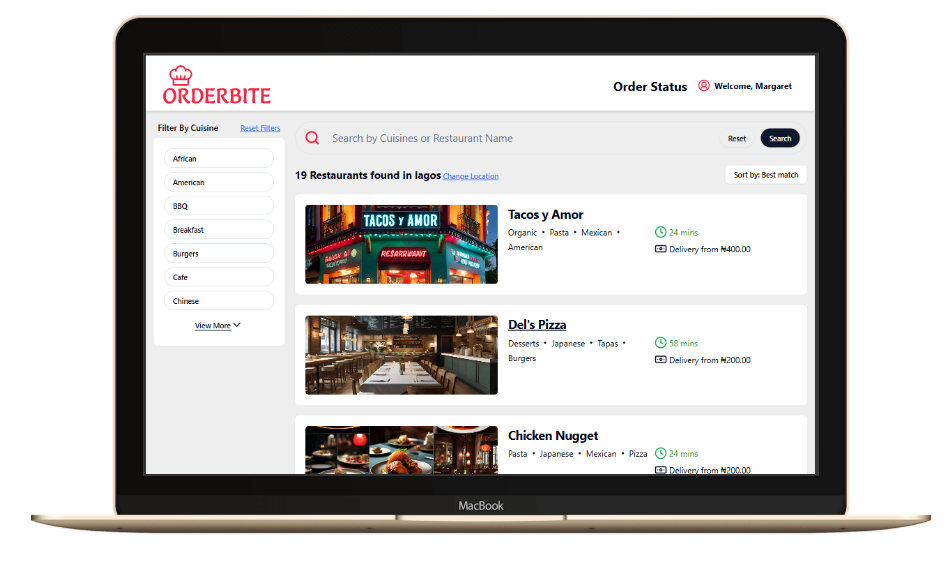 ORDERBITE
Order Status
Welcome, Margaret
Filter By Cuisine
Reset Filters
African
American
BBQ
Breakfast
Burgers
Cafe
Chinese
View More
Search by Cuisines or Restaurant Name
Reset
Search
19 Restaurants found in lagos Change Location
Sort by: Best match
TACOS Y AMOR
Tacos y Amor
Organic • Pasta • Mexican •
American
24 mins
Delivery from ₦400.00
Del's Pizza
Desserts • Japanese • Tapas •
Burgers
58 mins
Delivery from ₦200.00
Chicken Nugget
Pasta • Japanese • Mexican • Pizza
24 mins
Delivery from ₦200.00
MacBook